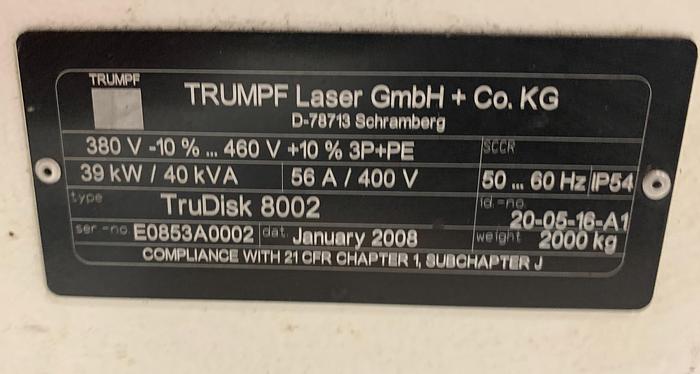 TRUMPF
TRUMPF Laser GmbH + Co. KG
D-78713 Schramberg
380 V -10 % ... 460 V +10 % 3P+PE SCCR
39 kW / 40 kVA 56 A / 400 V 50 ... 60 Hz IP54
type TruDisk 8002 id.-no. 20-05-16-A1
ser.-no. E0853A0002 dat. January 2008 weight 2000 kg
COMPLIANCE WITH 21 CFR CHAPTER 1, SUBCHAPTER J